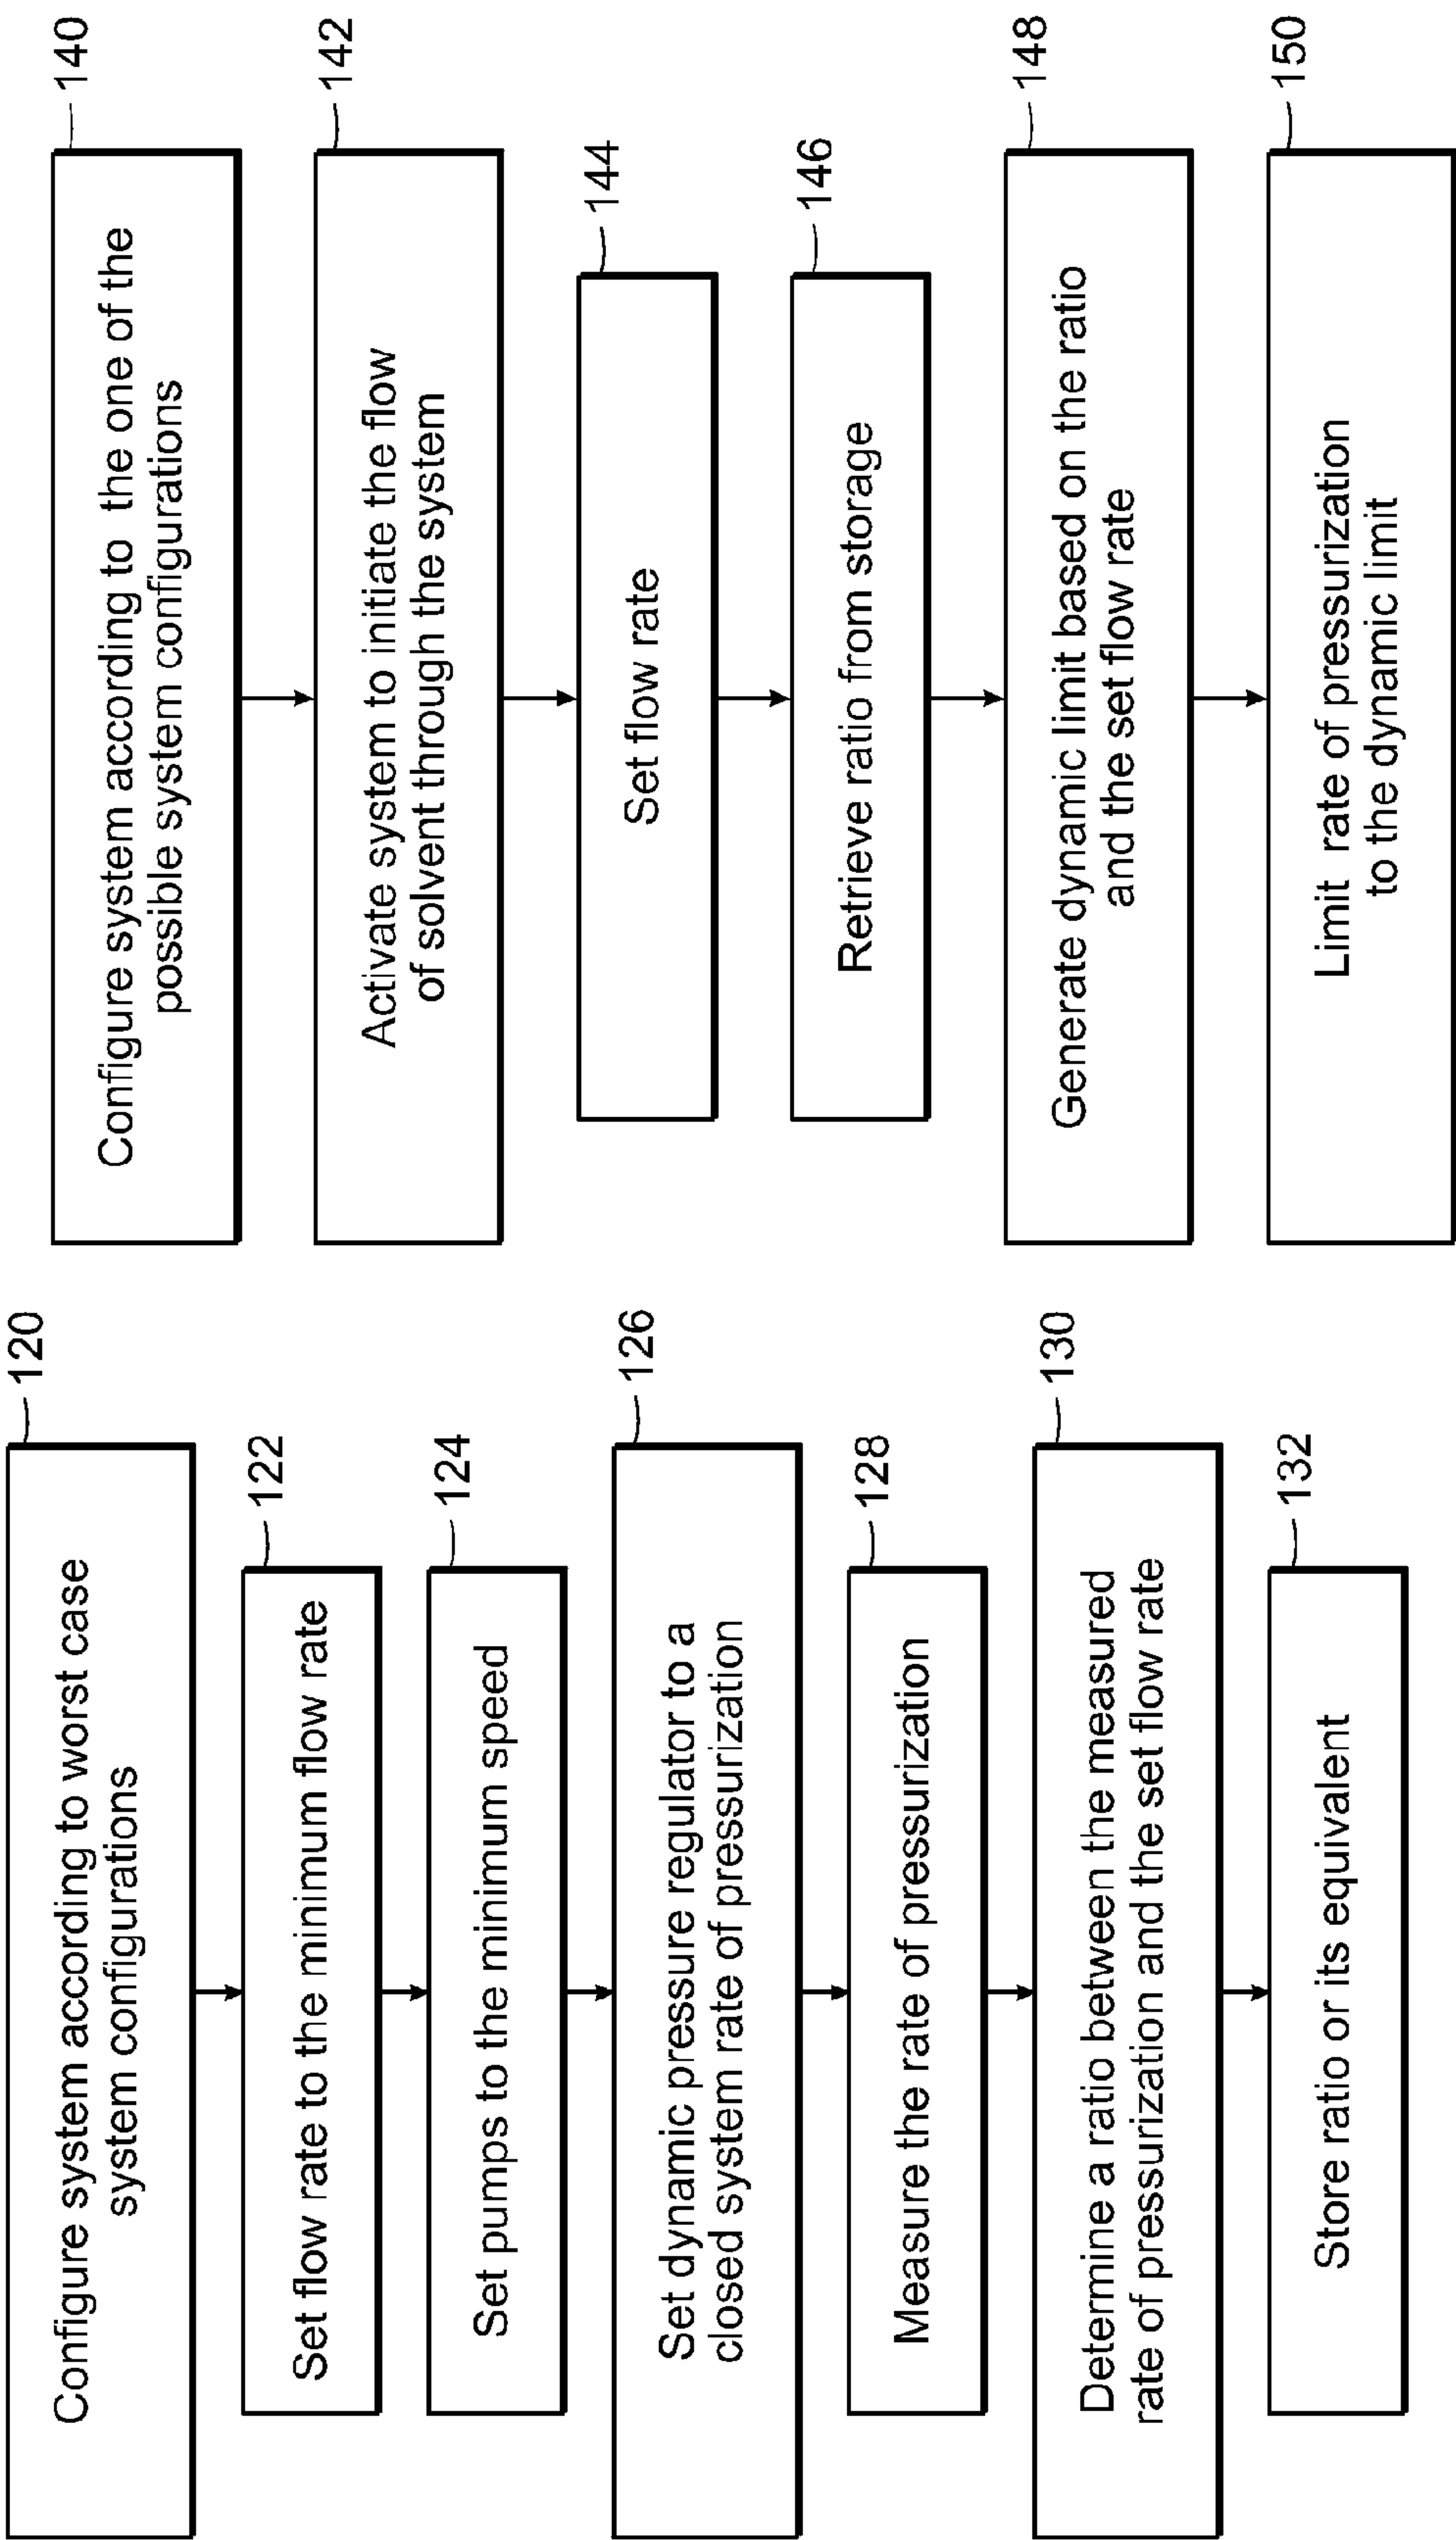 120
Configure system according to worst case
system configurations
122
Set flow rate to the minimum flow rate
124
Set pumps to the minimum speed
126
Set dynamic pressure regulator to a
closed system rate of pressurization
128
Measure the rate of pressurization
130
Determine a ratio between the measured
rate of pressurization and the set flow rate
132
Store ratio or its equivalent
140
Configure system according to the one of the
possible system configurations
142
Activate system to initiate the flow
of solvent through the system
144
Set flow rate
146
Retrieve ratio from storage
148
Generate dynamic limit based on the ratio
and the set flow rate
150
Limit rate of pressurization
to the dynamic limit